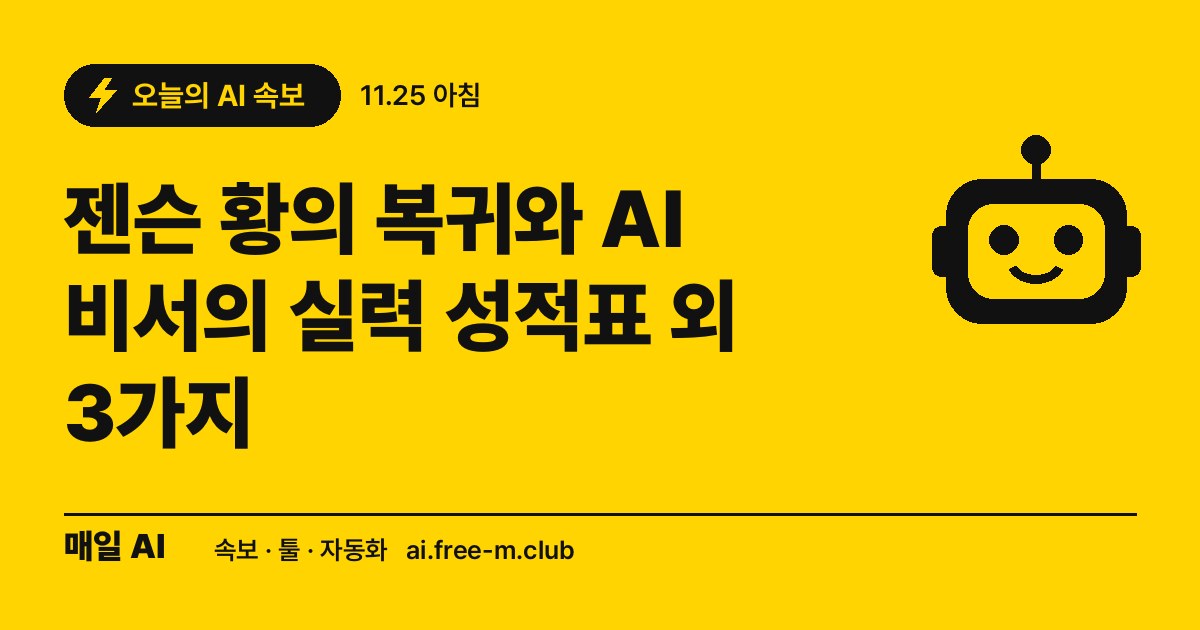 오늘의 AI 속보 11.25 아침
젠슨 황의 복귀와 AI
비서의 실력 성적표 외
3가지
매일 AI 속보 · 툴 · 자동화 ai.free-m.club